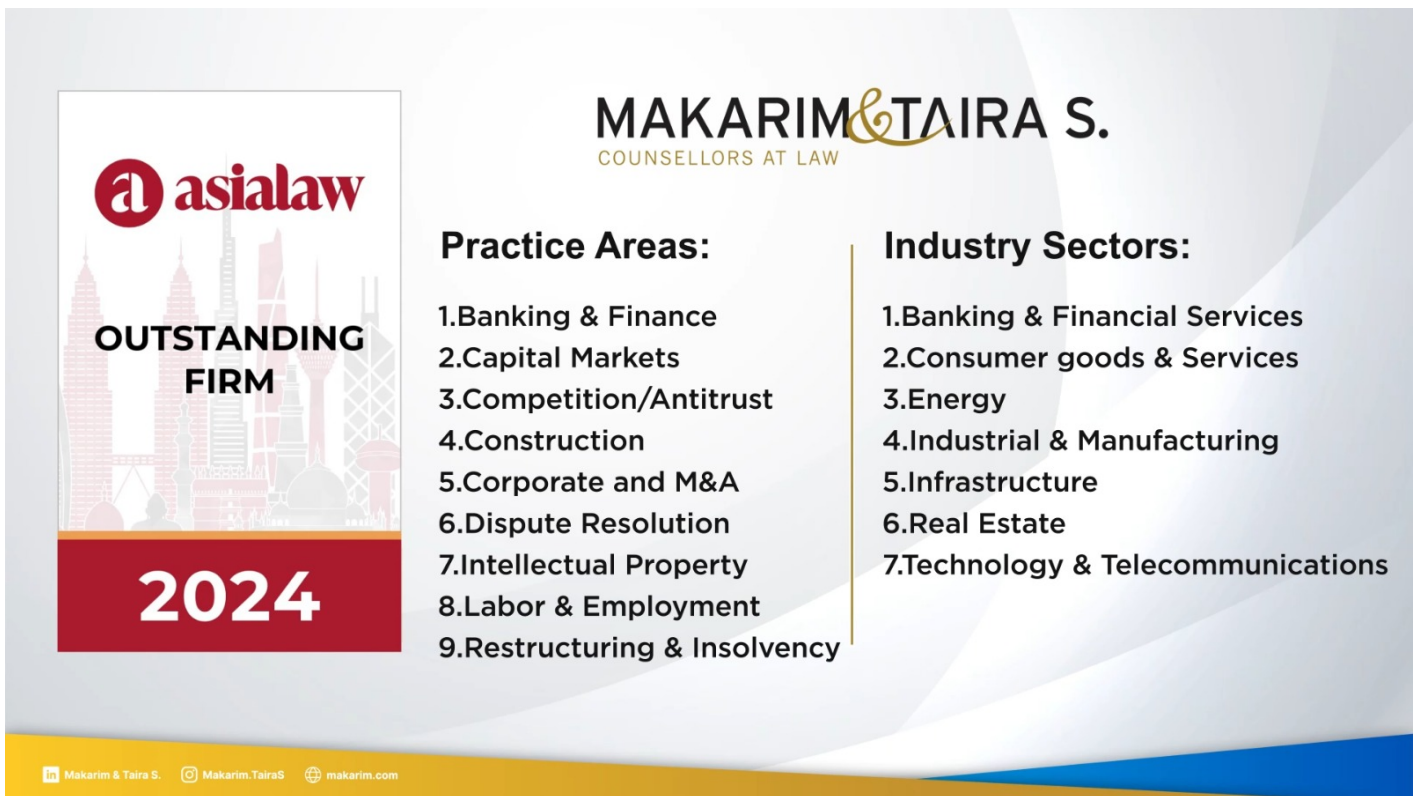 asialaw
OUTSTANDING
FIRM
2024
MAKARIM&TAIRA S.
COUNSELLORS AT LAW
Practice Areas:
1.Banking & Finance
2.Capital Markets
3.Competition/Antitrust
4.Construction
5.Corporate and M&A
6.Dispute Resolution
7.Intellectual Property
8.Labor & Employment
9.Restructuring & Insolvency
Industry Sectors:
1.Banking & Financial Services
2.Consumer goods & Services
3.Energy
4.Industrial & Manufacturing
5.Infrastructure
6.Real Estate
7.Technology & Telecommunications
in Makarim & Taira S. Makarim.TairaS makarim.com